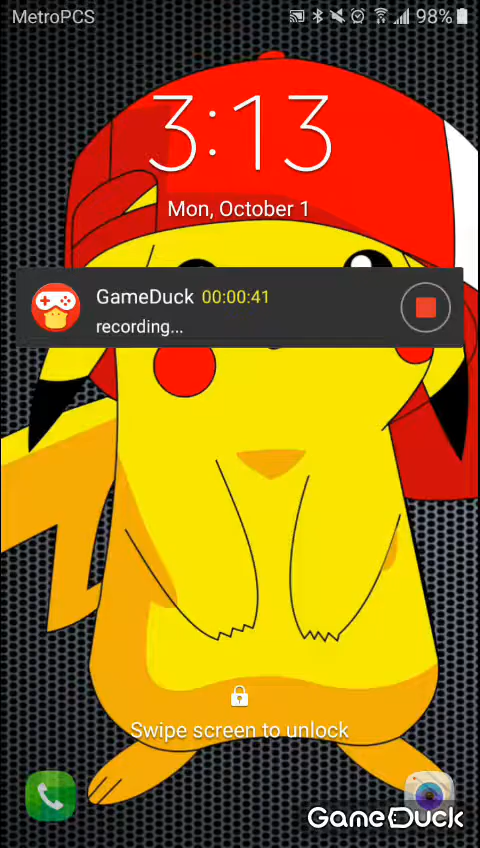 MetroPCS
98%
3:13
Mon, October 1
GameDuck 00:00:41
recording...
Swipe screen to unlock
GameDuck